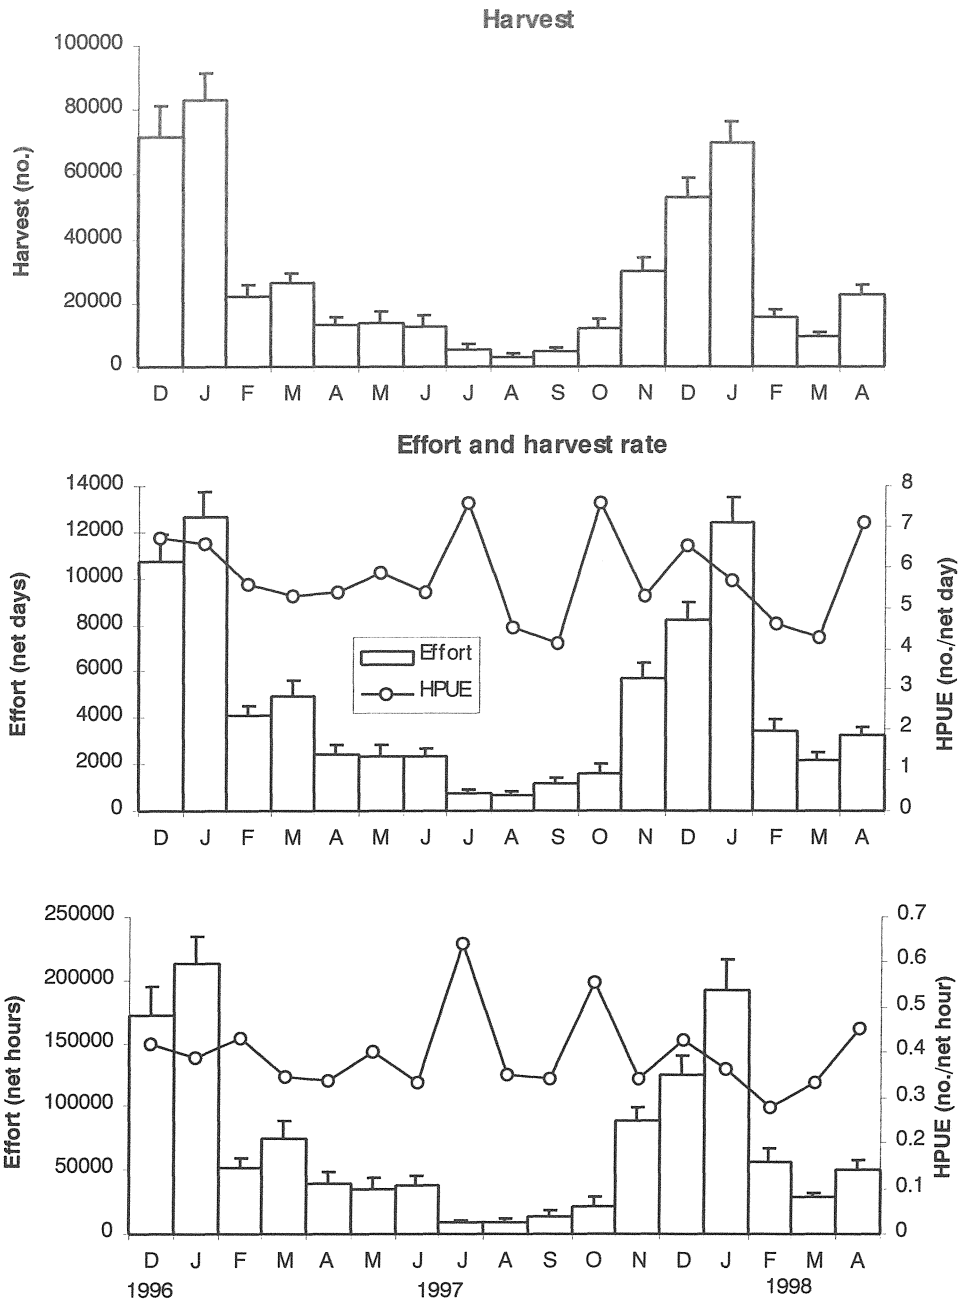 Harvest
100000
80000
60000
40000
20000
0
Harvest (no.)
D J F M A M J J A S O N D J F M A
Effort and harvest rate
14000
12000
10000
8000
6000
4000
2000
0
Effort (net days)
Effort
HPUE
8
7
6
5
4
3
2
1
0
HPUE (no./net day)
D J F M A M J J A S O N D J F M A
250000
200000
150000
100000
50000
0
Effort (net hours)
0.7
0.6
0.5
0.4
0.3
0.2
0.1
0
HPUE (no./net hour)
D J F M A M J J A S O N D J F M A
1996 1997 1998